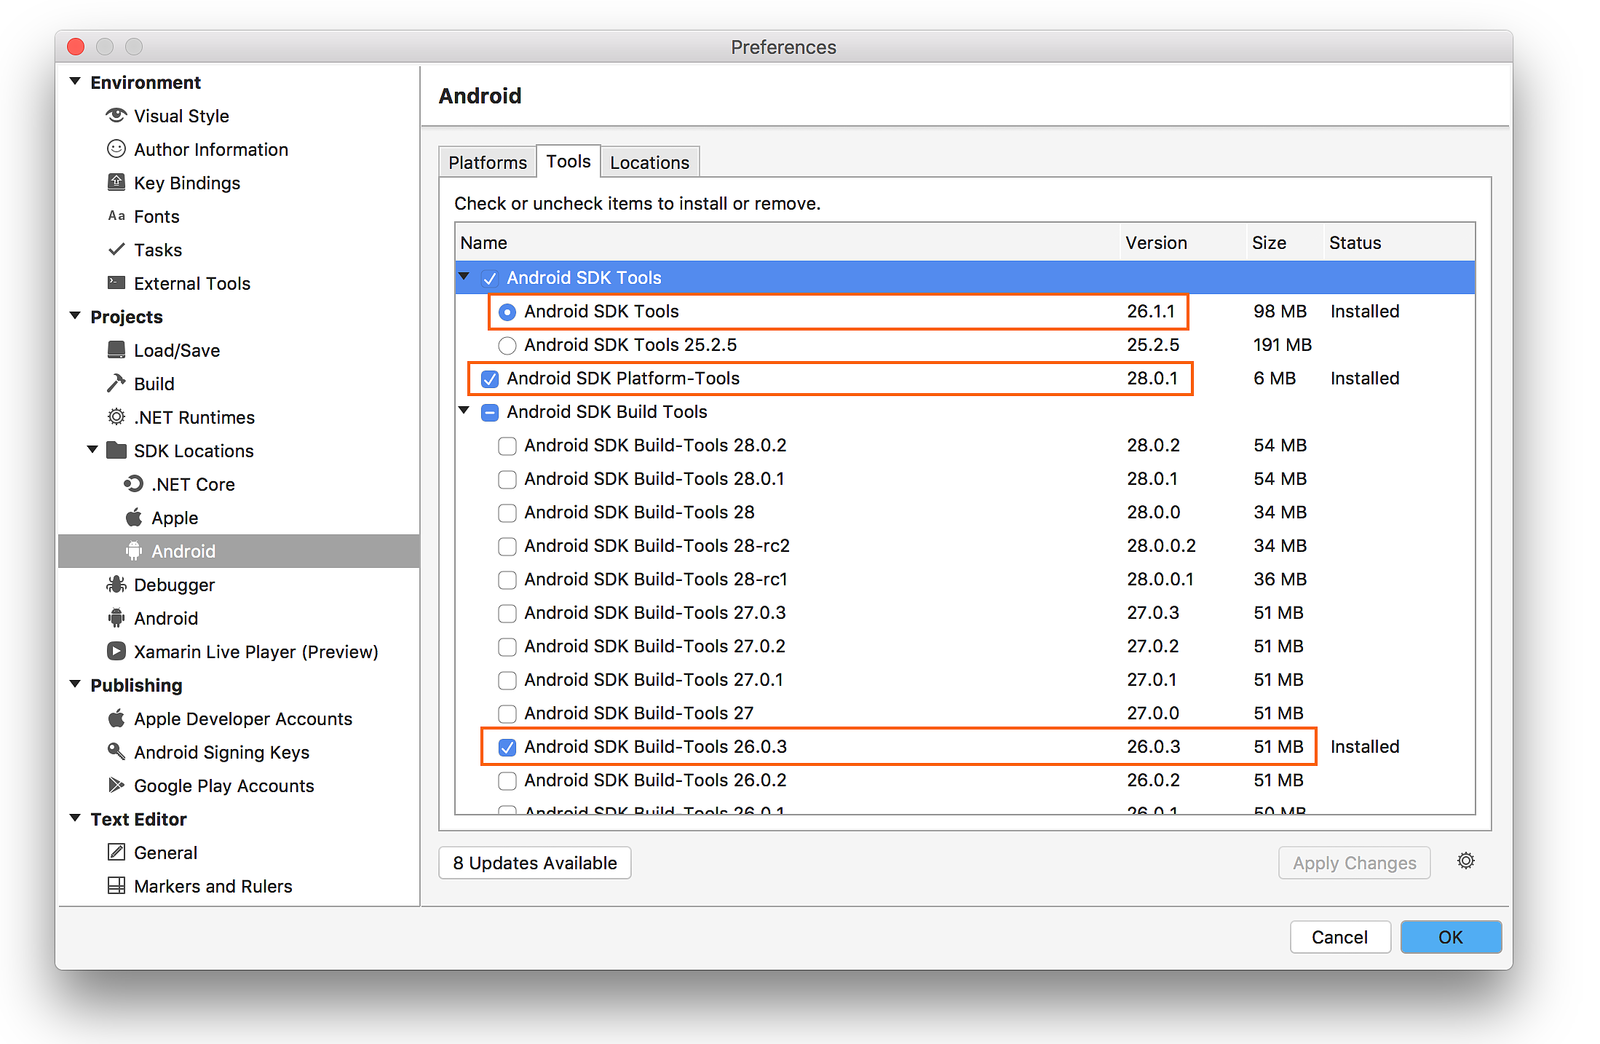 Preferences
Environment
Visual Style
Author Information
Key Bindings
Aa Fonts
Tasks
External Tools
Projects
Load/Save
Build
.NET Runtimes
SDK Locations
.NET Core
Apple
Android
Debugger
Android
Xamarin Live Player (Preview)
Publishing
Apple Developer Accounts
Android Signing Keys
Google Play Accounts
Text Editor
General
Markers and Rulers
Android
Platforms Tools Locations
Check or uncheck items to install or remove.
Name Version Size Status
Android SDK Tools
Android SDK Tools 26.1.1 98 MB Installed
Android SDK Tools 25.2.5 25.2.5 191 MB
Android SDK Platform-Tools 28.0.1 6 MB Installed
Android SDK Build Tools
Android SDK Build-Tools 28.0.2 28.0.2 54 MB
Android SDK Build-Tools 28.0.1 28.0.1 54 MB
Android SDK Build-Tools 28 28.0.0 34 MB
Android SDK Build-Tools 28-rc2 28.0.0.2 34 MB
Android SDK Build-Tools 28-rc1 28.0.0.1 36 MB
Android SDK Build-Tools 27.0.3 27.0.3 51 MB
Android SDK Build-Tools 27.0.2 27.0.2 51 MB
Android SDK Build-Tools 27.0.1 27.0.1 51 MB
Android SDK Build-Tools 27 27.0.0 51 MB
Android SDK Build-Tools 26.0.3 26.0.3 51 MB Installed
Android SDK Build-Tools 26.0.2 26.0.2 51 MB
Android SDK Build-Tools 26.0.1 26.0.1 50 MB
8 Updates Available Apply Changes
Cancel OK